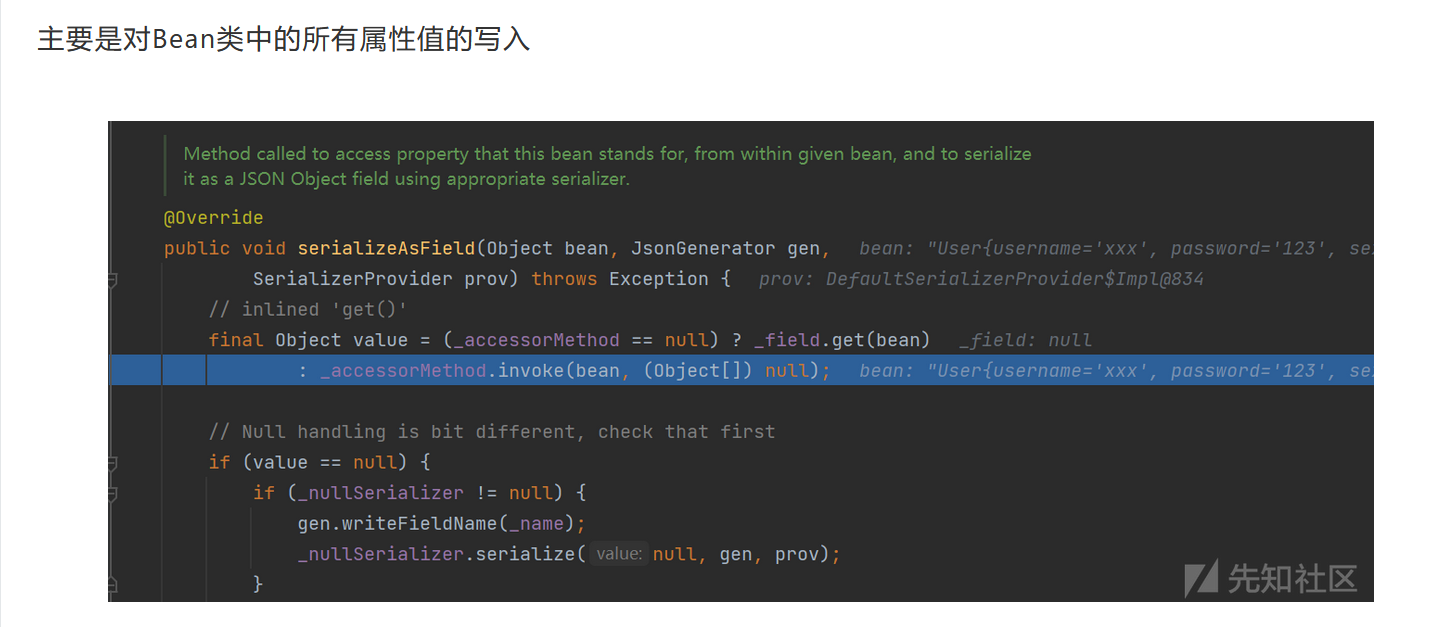 主要是对Bean类中的所有属性值的写入
Method called to access property that this bean stands for, from within given bean, and to serialize
it as a JSON Object field using appropriate serializer.
@Override
public void serializeAsField(Object bean, JsonGenerator gen, bean: "User{username='xxx', password='123', se
SerializerProvider prov) throws Exception { prov: DefaultSerializerProvider$Impl@834
// inlined 'get()'
final Object value = (_accessorMethod == null) ? _field.get(bean) _field: null
: _accessorMethod.invoke(bean, (Object[]) null); bean: "User{username='xxx', password='123', se
// Null handling is bit different, check that first
if (value == null) {
if (_nullSerializer != null) {
gen.writeFieldName(_name);
_nullSerializer.serialize( value: null, gen, prov);
}
先知社区